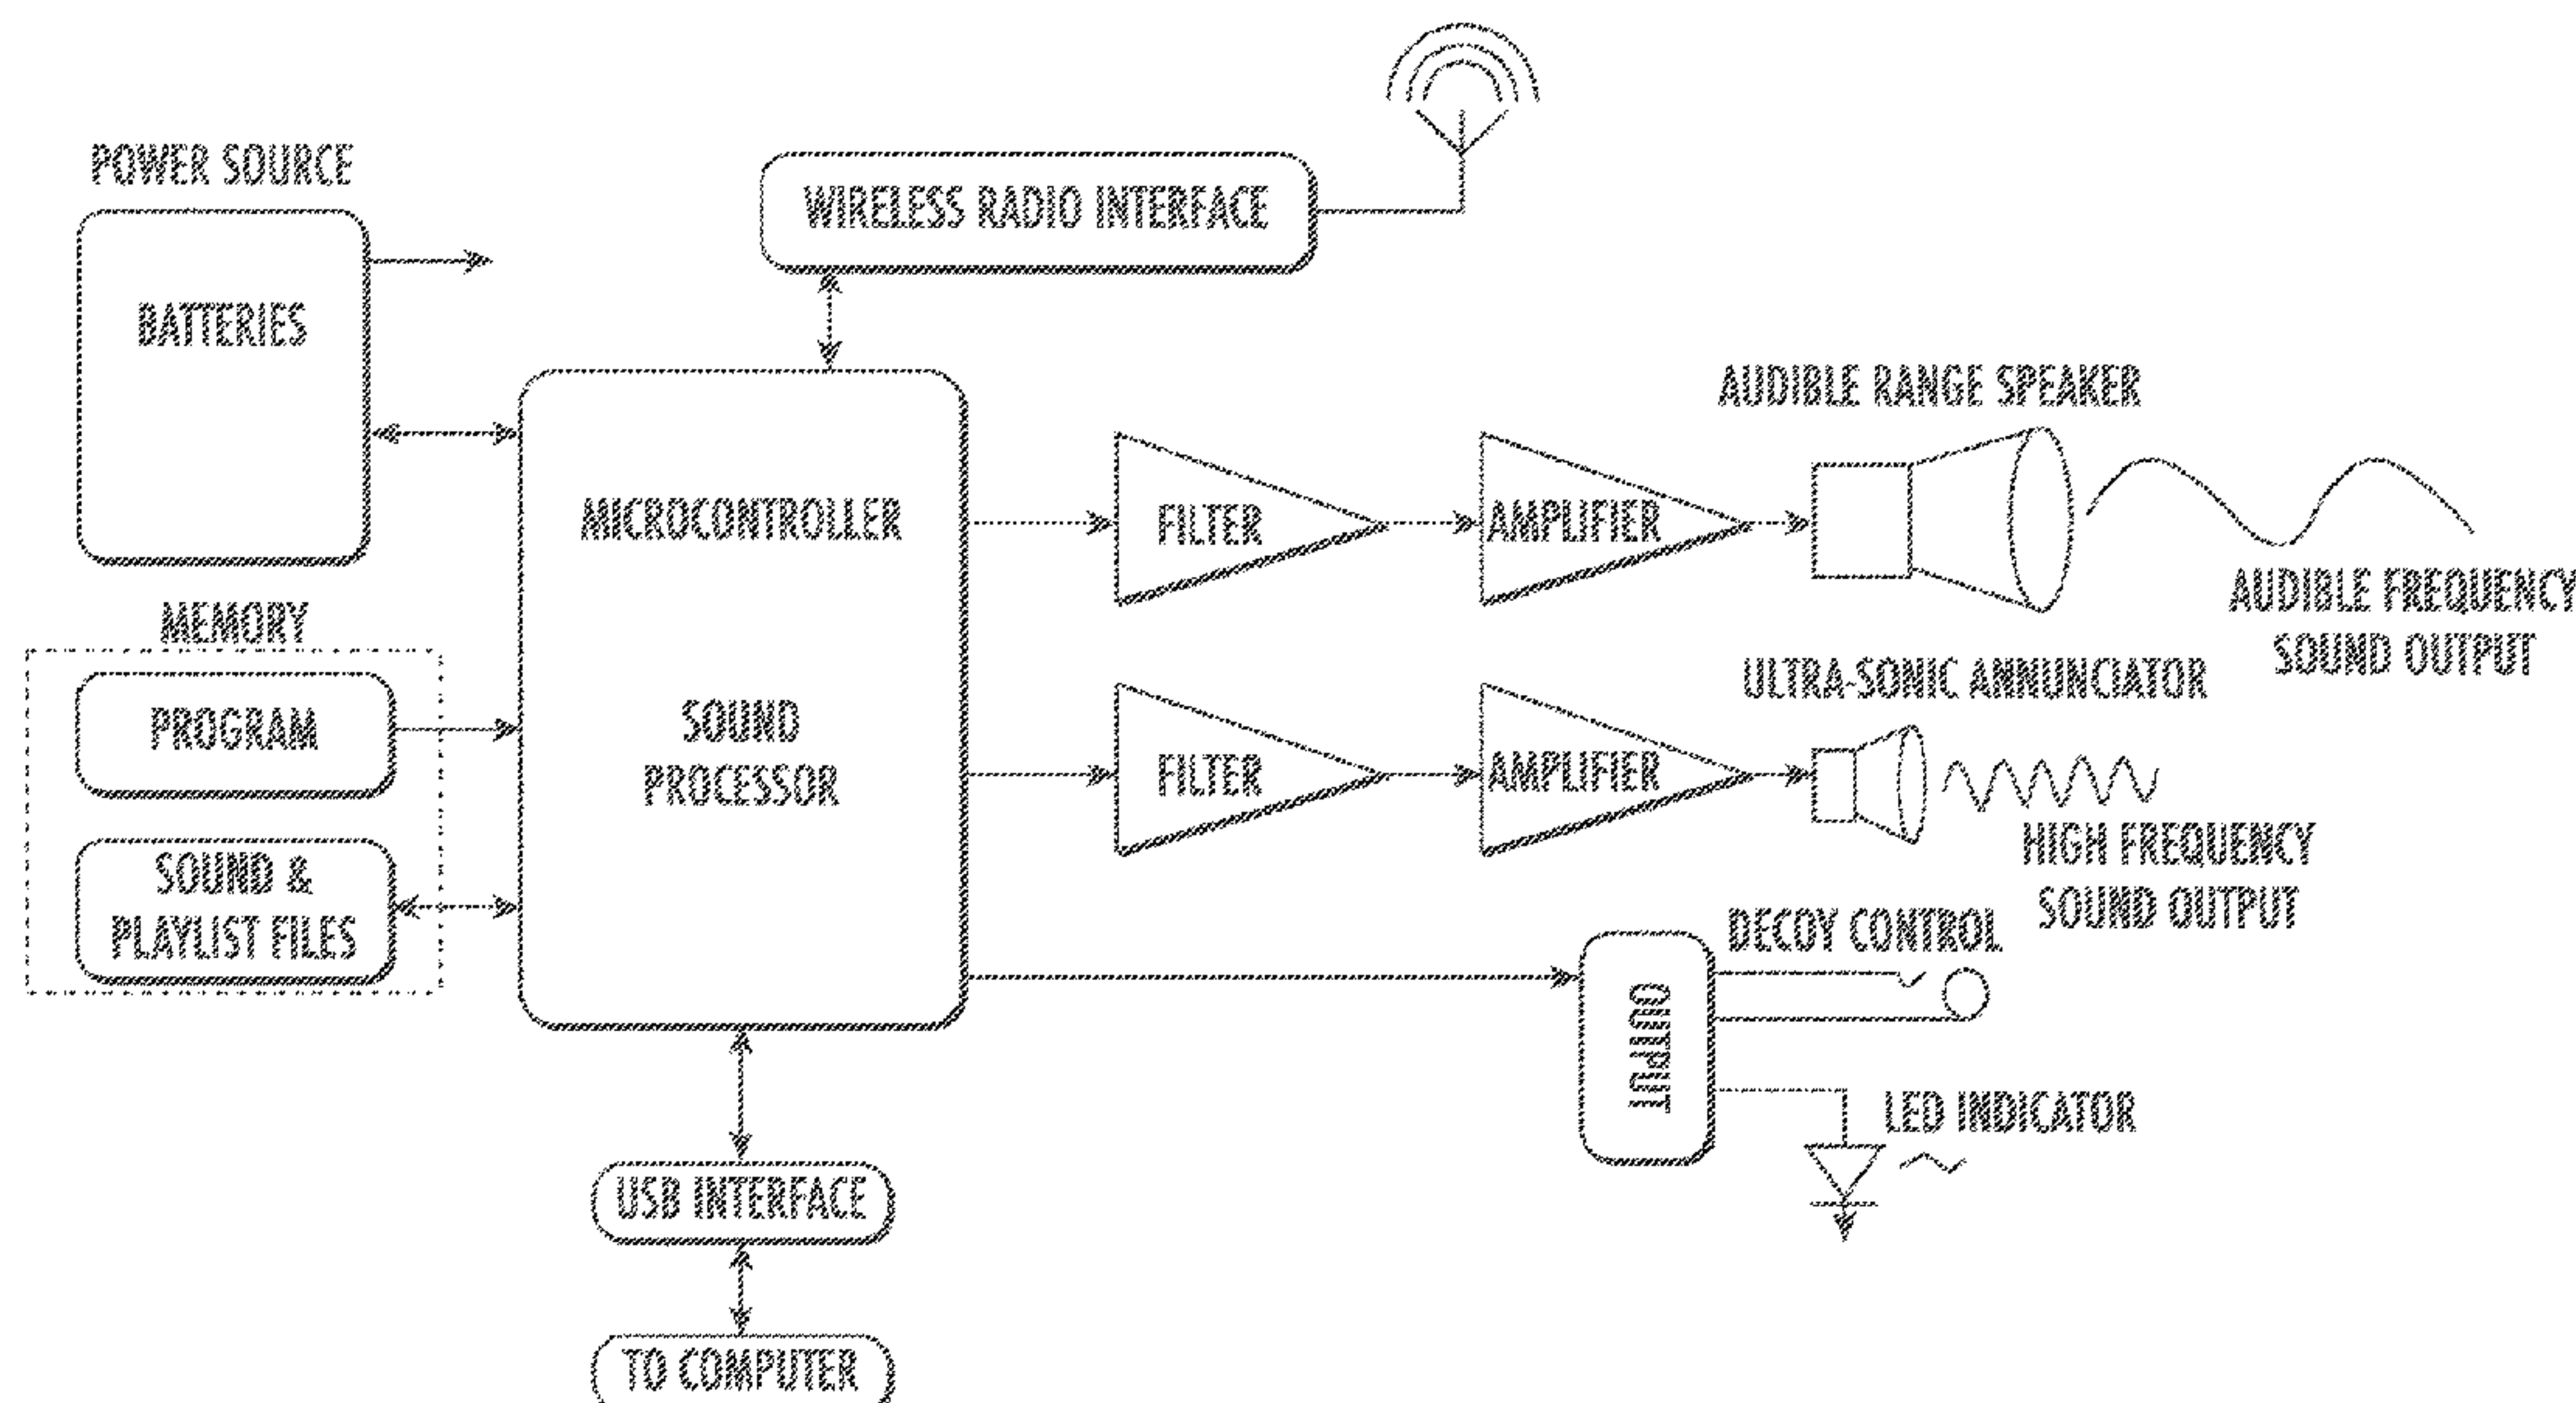 POWER SOURCE
BATTERIES
WIRELESS RADIO INTERFACE
MEMORY
PROGRAM
SOUND &
PLAYLIST FILES
MICROCONTROLLER
SOUND
PROCESSOR
FILTER
AMPLIFIER
AUDIBLE RANGE SPEAKER
AUDIBLE FREQUENCY
SOUND OUTPUT
FILTER
AMPLIFIER
ULTRA-SONIC ANNUNCIATOR
HIGH FREQUENCY
SOUND OUTPUT
OUTPUT
DECOY CONTROL
LED INDICATOR
USB INTERFACE
TO COMPUTER